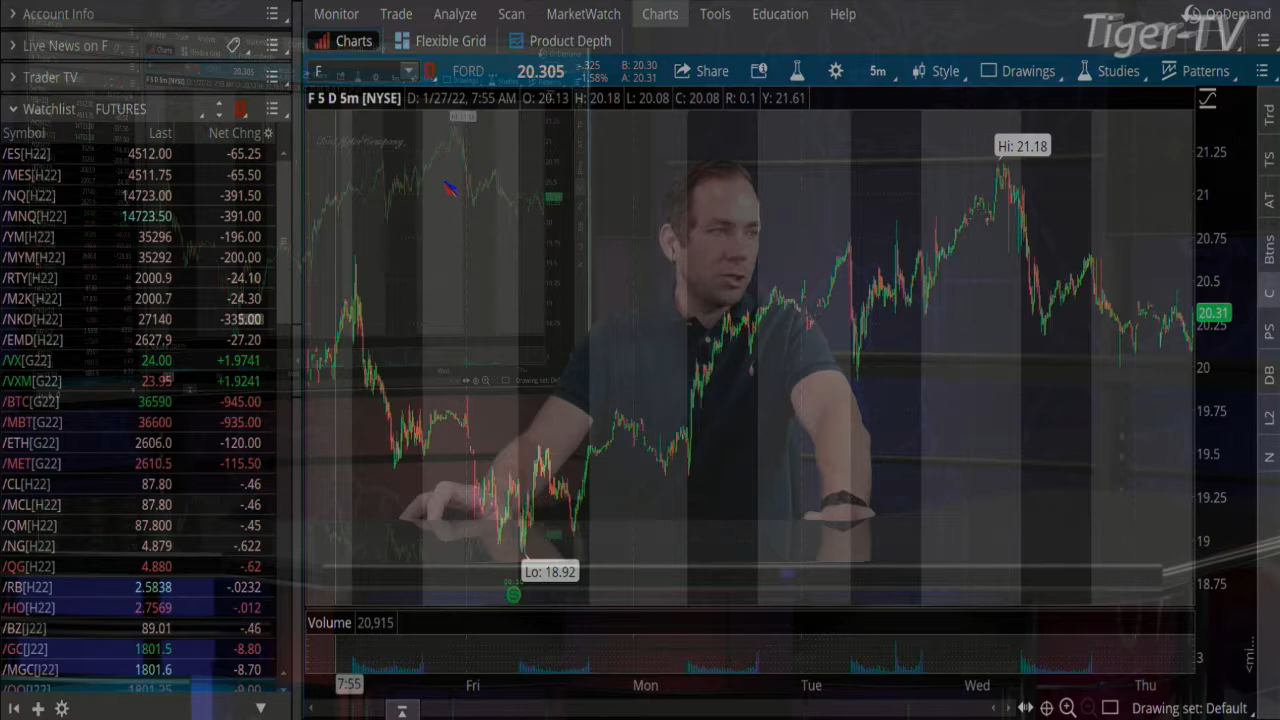 Account Info
Live News on F
Trader TV
Watchlist FUTURES
Symbol Last Net Chng
/ES[H22] 4512.00 -65.25
/MES[H22] 4511.75 -65.50
/NQ[H22] 14723.00 -391.50
/MNQ[H22] 14723.50 -391.00
/YM[H22] 35296 -196.00
/MYM[H22] 35292 -200.00
/RTY[H22] 2000.9 -24.10
/M2K[H22] 2000.7 -24.30
/NKD[H22] 27140 -335.00
/EMD[H22] 2627.9 -27.20
/VX[G22] 24.00 +1.9741
/VXM[G22] 23.95 +1.9241
/BTC[G22] 36590 -945.00
/MBT[G22] 36600 -935.00
/ETH[G22] 2606.0 -120.00
/MET[G22] 2610.5 -115.50
/CL[H22] 87.80 -.46
/MCL[H22] 87.80 -.46
/QM[H22] 87.800 -.45
/NG[H22] 4.879 -.622
/QG[H22] 4.880 -.62
/RB[H22] 2.5838 -.0232
/HO[H22] 2.7569 -.012
/BZ[J22] 89.01 -.46
/GC[J22] 1801.5 -8.80
/MGC[J22] 1801.6 -8.70
Monitor Trade Analyze Scan MarketWatch Charts Tools Education Help
OnDemand
Tiger-TV
Charts Flexible Grid Product Depth
F FORD ... 20.305
-.325
-1.58%
B: 20.30
A: 20.31
Share 5m Style Drawings Studies Patterns
F 5 D 5m [NYSE] D: 1/27/22, 7:55 AM O: 20.13 H: 20.18 L: 20.08 C: 20.08 R: 0.1 Y: 21.61
Hi: 21.18
Lo: 18.92
21.25
21
20.75
20.5
20.31
20.25
20
19.75
19.5
19.25
19
18.75
Volume 20,915
3
<mi...
7:55 Fri Mon Tue Wed Thu
Drawing set: Default
Trd
TS
AT
Btns
C
PS
DB
L2
N